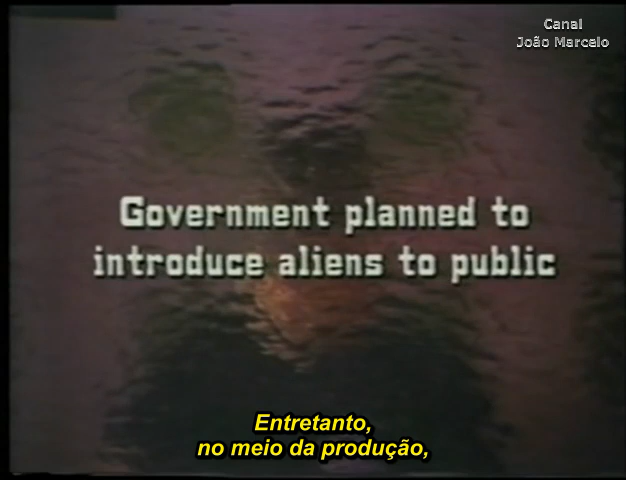 Canal
João Marcelo
Government planned to
introduce aliens to public
Entretanto,
no meio da produção,